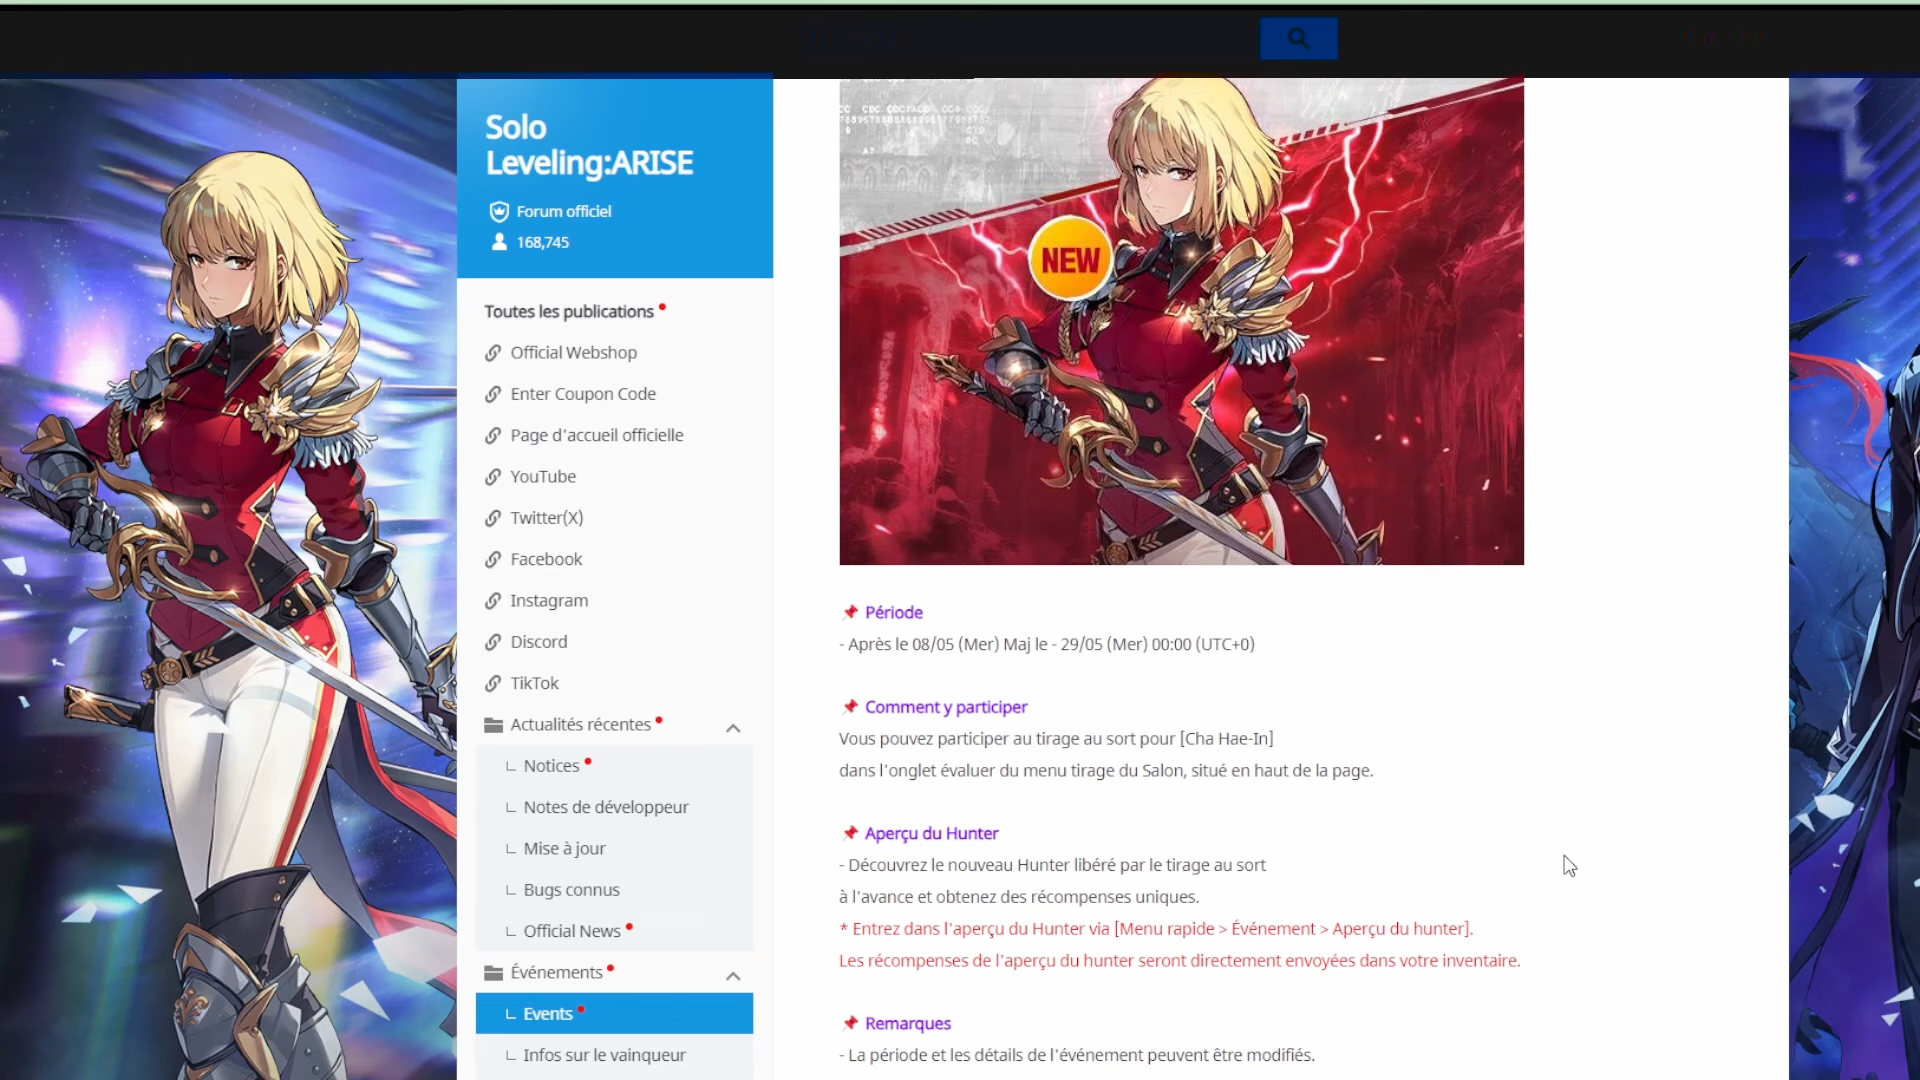 Solo
Leveling:ARISE
Forum officiel
168,745
Toutes les publications
Official Webshop
Enter Coupon Code
Page d'accueil officielle
YouTube
Twitter(X)
Facebook
Instagram
Discord
TikTok
Actualités récentes
Notices
Notes de développeur
Mise à jour
Bugs connus
Official News
Événements
Events
Infos sur le vainqueur
NEW
Période
- Après le 08/05 (Mer) Maj le - 29/05 (Mer) 00:00 (UTC+0)
Comment y participer
Vous pouvez participer au tirage au sort pour [Cha Hae-In]
dans l'onglet évaluer du menu tirage du Salon, situé en haut de la page.
Aperçu du Hunter
- Découvrez le nouveau Hunter libéré par le tirage au sort
à l'avance et obtenez des récompenses uniques.
* Entrez dans l'aperçu du Hunter via [Menu rapide > Événement > Aperçu du hunter].
Les récompenses de l'aperçu du hunter seront directement envoyées dans votre inventaire.
Remarques
- La période et les détails de l'événement peuvent être modifiés.